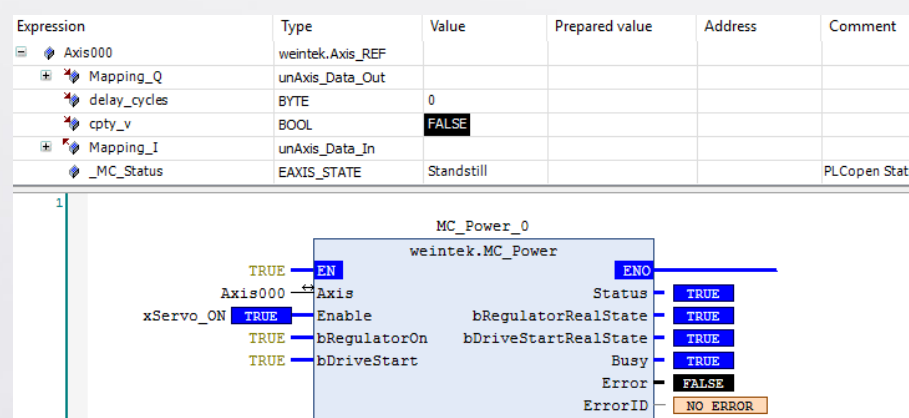 Expression Type Value Prepared value Address Comment
Axis000 weintek.Axis_REF
Mapping_Q unAxis_Data_Out
delay_cycles BYTE 0
cpty_v BOOL FALSE
Mapping_I unAxis_Data_In
_MC_Status EAXIS_STATE Standstill PLCopen Stat
1
MC_Power_0
weintek.MC_Power
TRUE EN ENO
Axis000 Axis Status TRUE
xServo_ON TRUE Enable bRegulatorRealState TRUE
TRUE bRegulatorOn bDriveStartRealState TRUE
TRUE bDriveStart Busy TRUE
Error FALSE
ErrorID NO ERROR